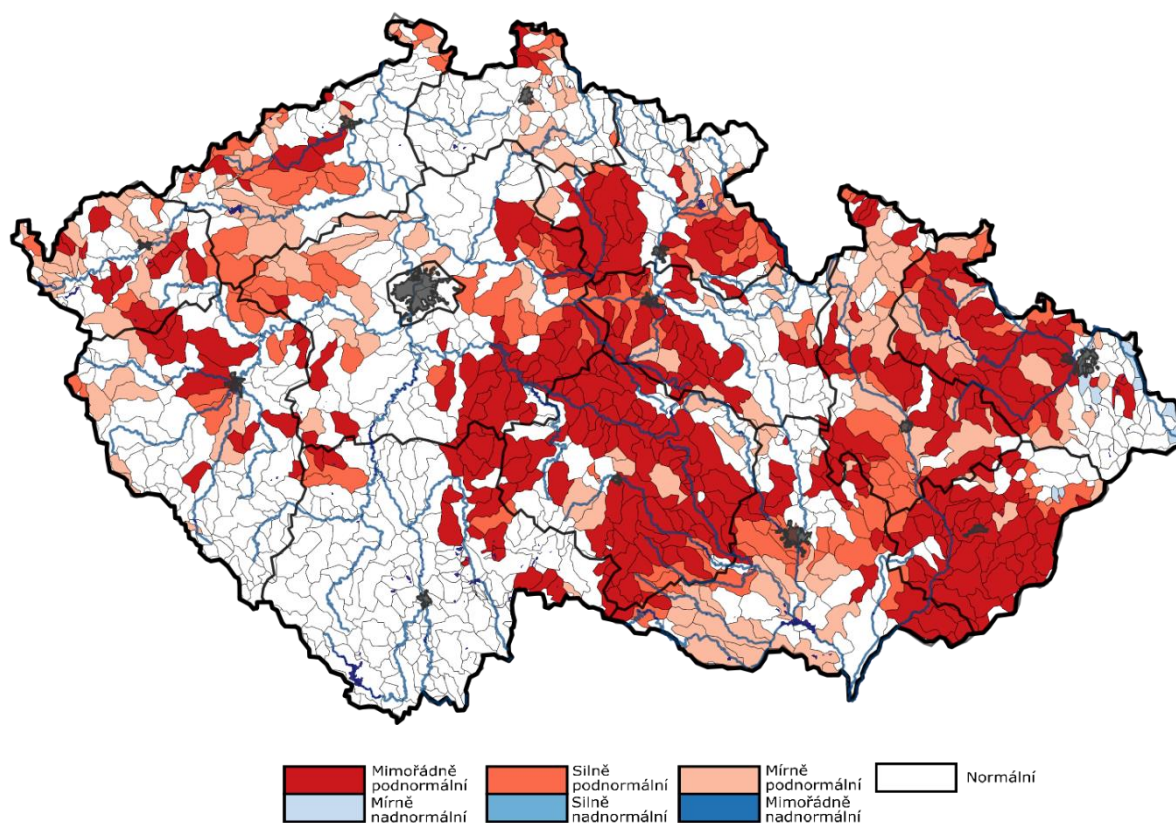 Mimořádně
podnormální
Silně
podnormální
Mírně
podnormální
Normální
Mírně
nadnormální
Silně
nadnormální
Mimořádně
nadnormální